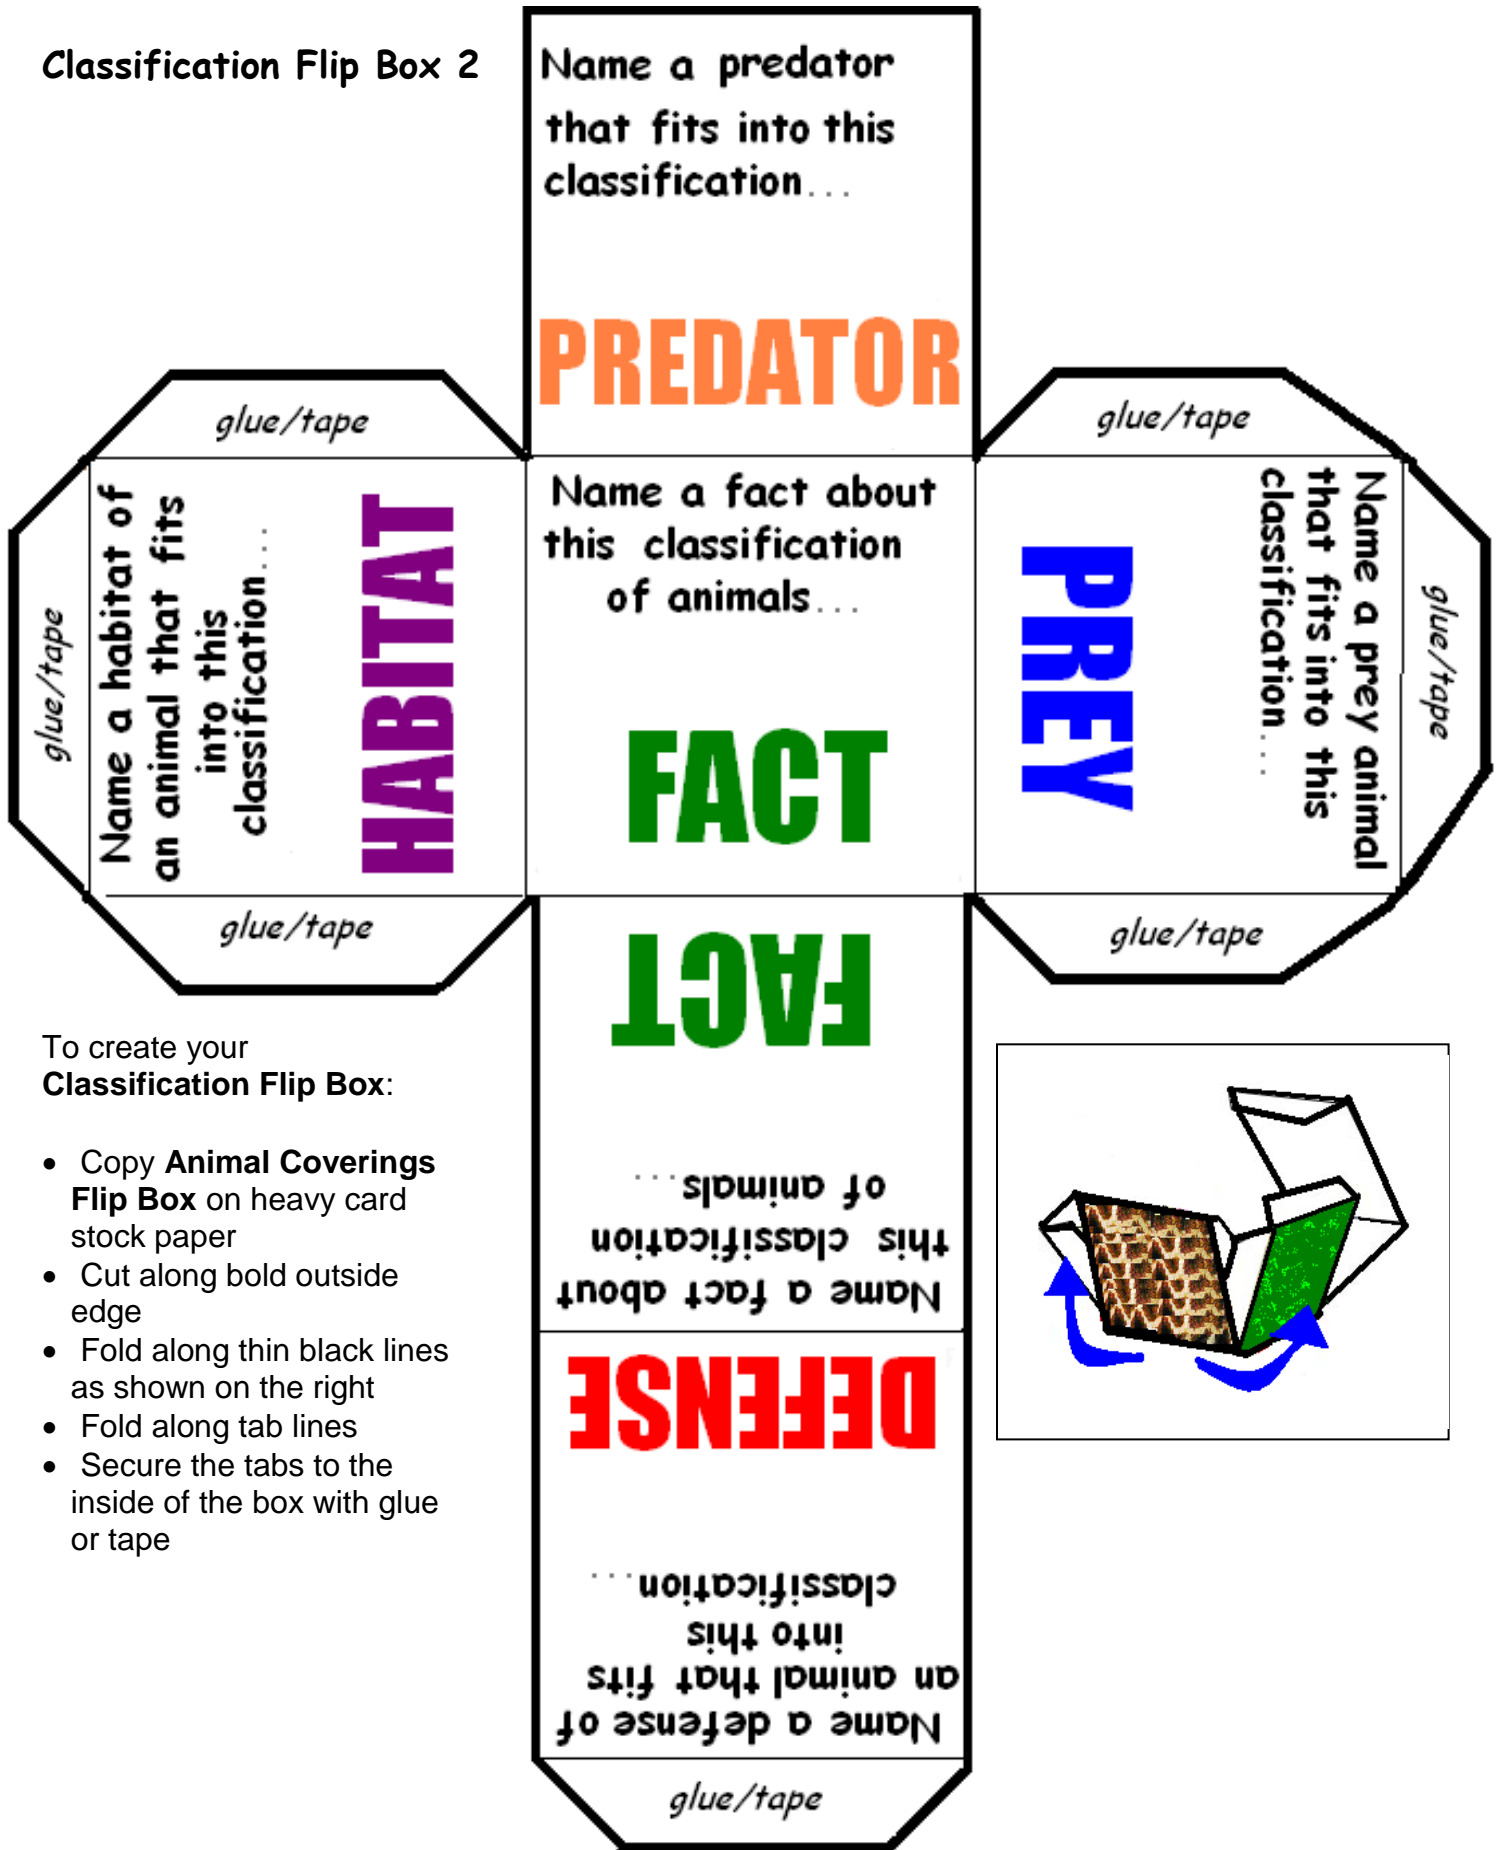 Classification Flip Box 2
Name a predator
that fits into this
classification...
PREDATOR
glue/tape
glue/tape
glue/tape
Name a habitat of
an animal that fits
into this
classification...
HABITAT
glue/tape
Name a fact about
this classification
of animals...
FACT
glue/tape
PREY
Name a prey animal
that fits into this
classification...
glue/tape
glue/tape
FACT
Name a fact about
this classification
of animals...
DEFENSE
Name a defense of
an animal that fits
into this
classification...
glue/tape
To create your
Classification Flip Box:
• Copy Animal Coverings
Flip Box on heavy card
stock paper
• Cut along bold outside
edge
• Fold along thin black lines
as shown on the right
• Fold along tab lines
• Secure the tabs to the
inside of the box with glue
or tape